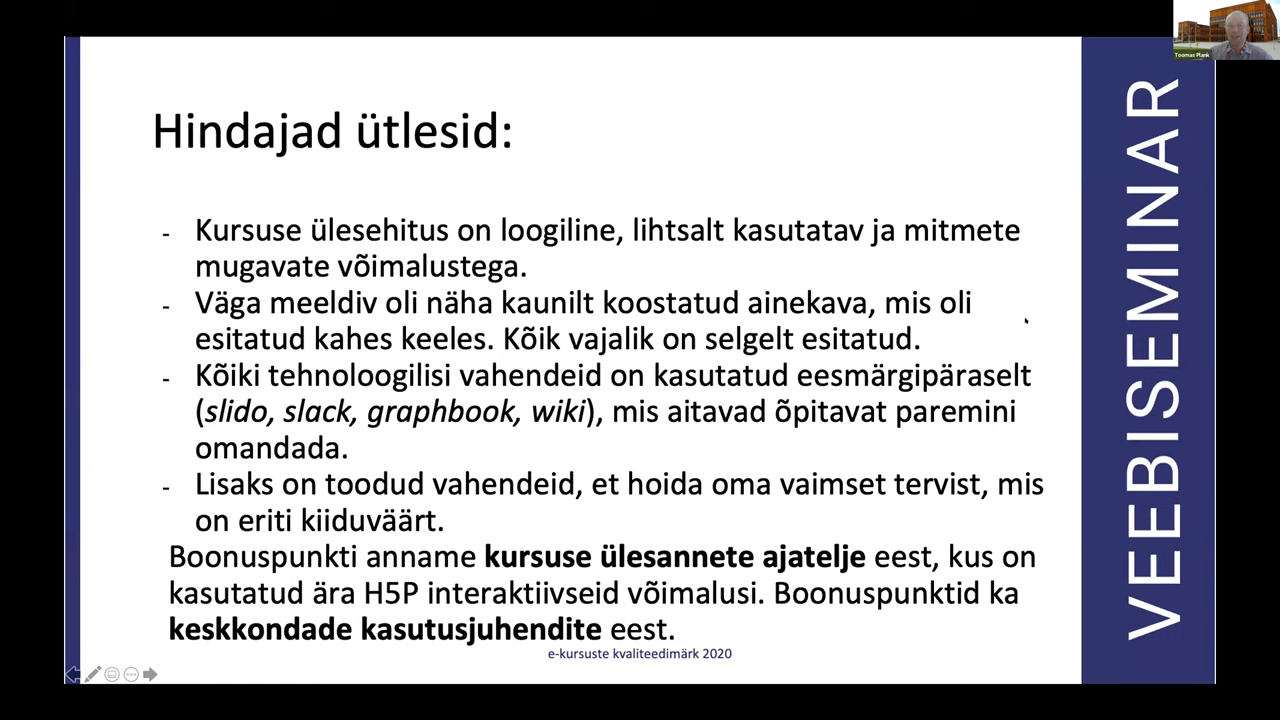 Toomas Plank
Hindajad ütlesid:
- Kursuse ülesehitus on loogiline, lihtsalt kasutatav ja mitmete
mugavate võimalustega.
- Väga meeldiv oli näha kaunilt koostatud ainekava, mis oli
esitatud kahes keeles. Kõik vajalik on selgelt esitatud.
- Kõiki tehnoloogilisi vahendeid on kasutatud eesmärgipäraselt
(slido, slack, graphbook, wiki), mis aitavad õpitavat paremini
omandada.
- Lisaks on toodud vahendeid, et hoida oma vaimset tervist, mis
on eriti kiiduväärt.
Boonuspunkti anname kursuse ülesannete ajatelje eest, kus on
kasutatud ära H5P interaktiivseid võimalusi. Boonuspunktid ka
keskkondade kasutusjuhendite eest.
e-kursuste kvaliteedimärk 2020
VEEBISEMINAR